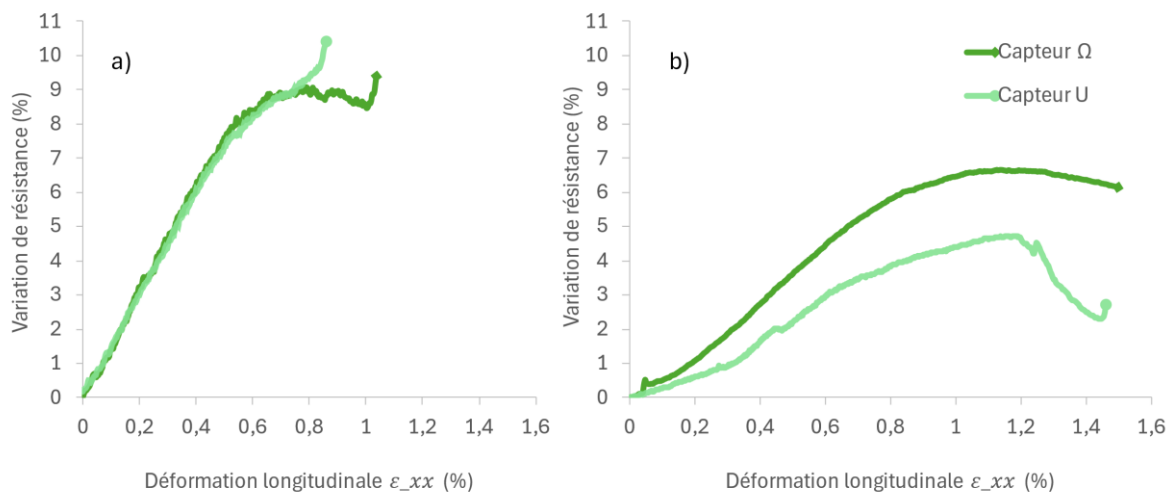 a)
Variation de résistance (%)
11
10
9
8
7
6
5
4
3
2
1
0
0 0,2 0,4 0,6 0,8 1 1,2 1,4 1,6
Déformation longitudinale ε_xx (%)
b)
Capteur Ω
Capteur U
Variation de résistance (%)
11
10
9
8
7
6
5
4
3
2
1
0
0 0,2 0,4 0,6 0,8 1 1,2 1,4 1,6
Déformation longitudinale ε_xx (%)